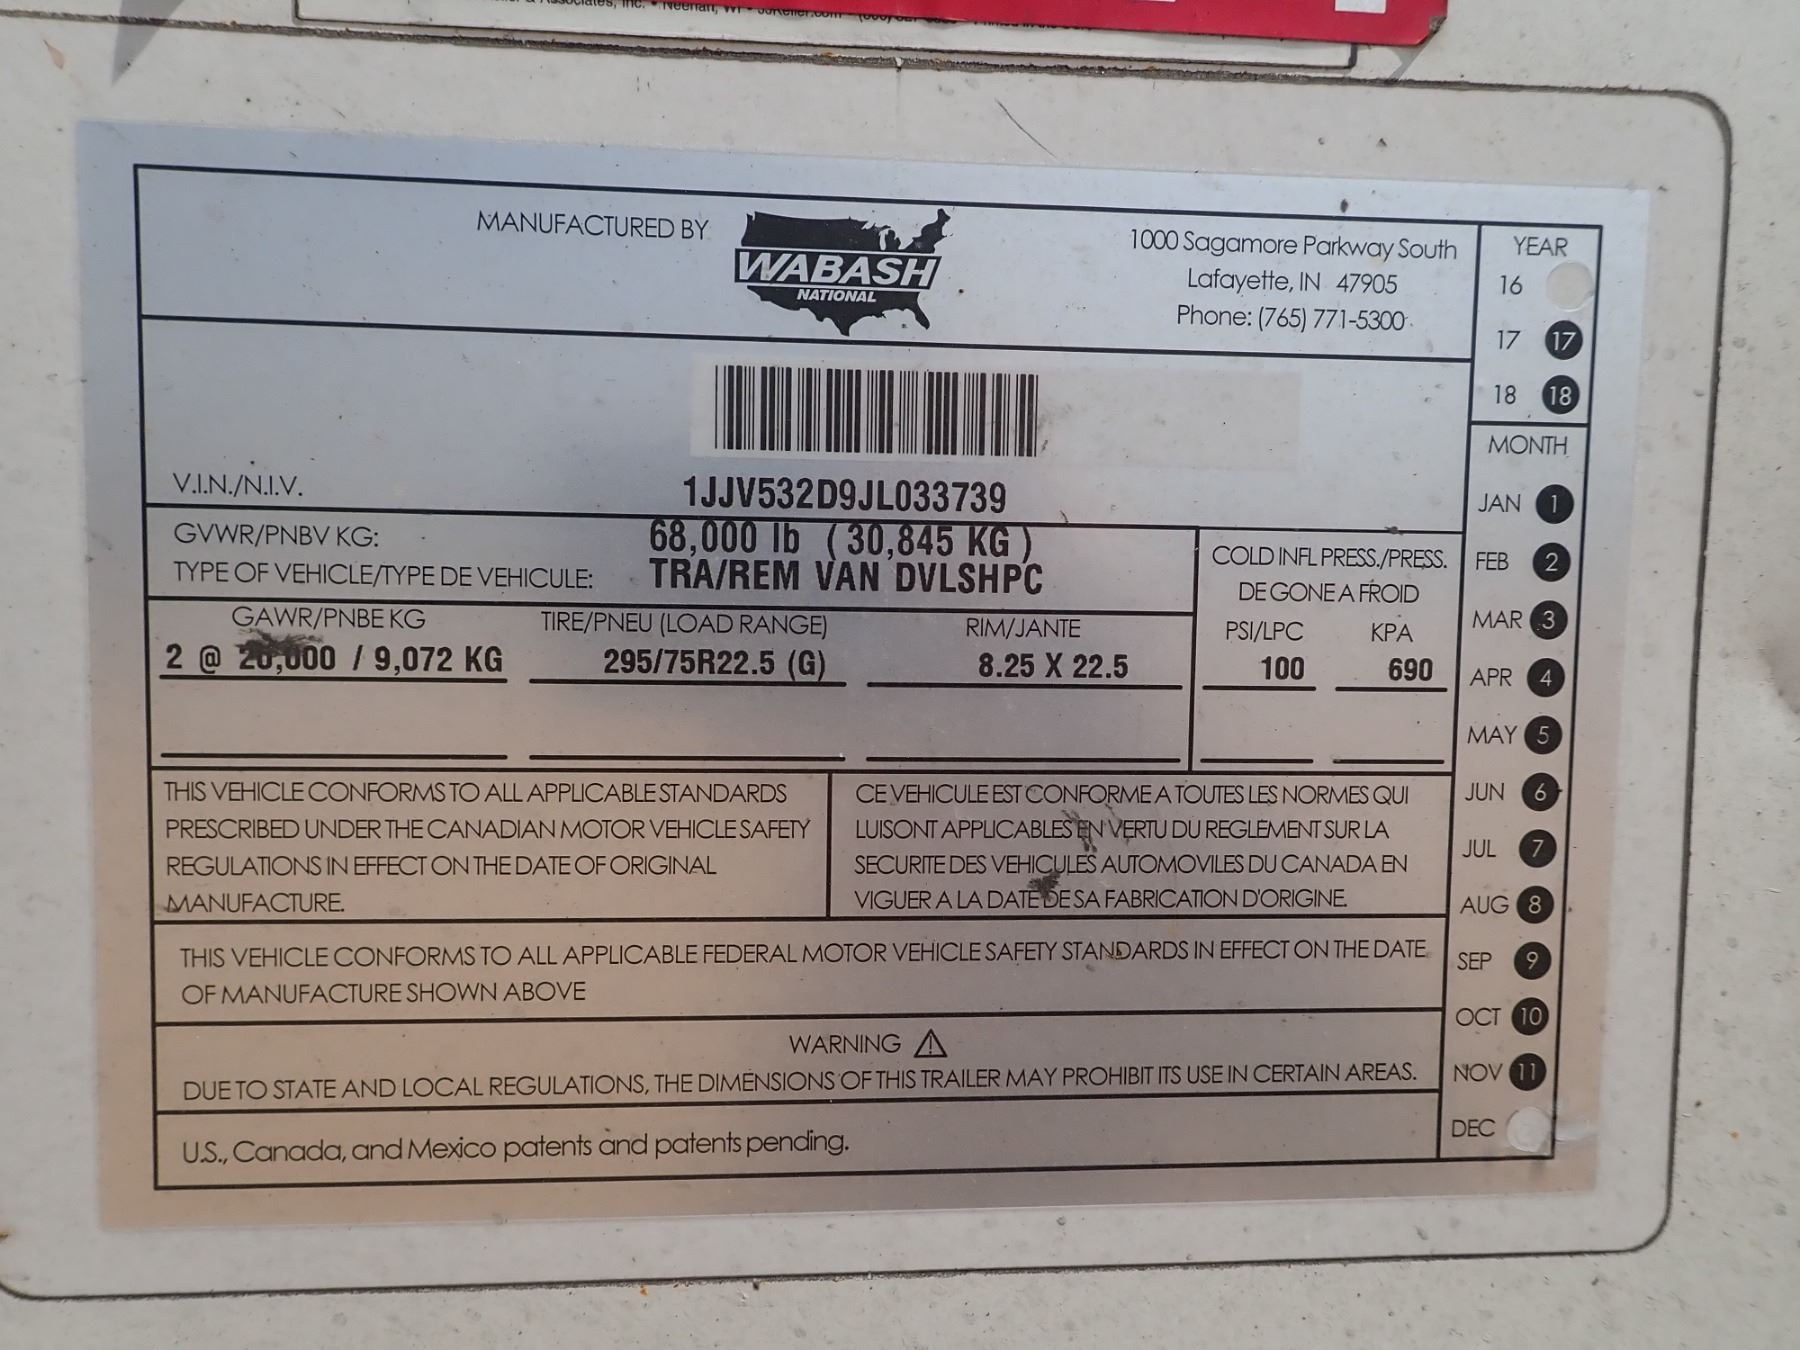 Associates, Inc. • Neenah, WI •
MANUFACTURED BY
WABASH
NATIONAL
1000 Sagamore Parkway South
Lafayette, IN 47905
Phone: (765) 771-5300
YEAR
16
17 17
18 18
V.I.N./N.I.V.
1JJV532D9JL033739
GVWR/PNBV KG: 68,000 lb (30,845 KG)
TYPE OF VEHICLE/TYPE DE VEHICULE: TRA/REM VAN DVLSHPC
COLD INFL PRESS./PRESS.
DE GONE A FROID
GAWR/PNBE KG TIRE/PNEU (LOAD RANGE) RIM/JANTE PSI/LPC KPA
2 @ 20,000 / 9,072 KG 295/75R22.5 (G) 8.25 X 22.5 100 690
THIS VEHICLE CONFORMS TO ALL APPLICABLE STANDARDS
PRESCRIBED UNDER THE CANADIAN MOTOR VEHICLE SAFETY
REGULATIONS IN EFFECT ON THE DATE OF ORIGINAL
MANUFACTURE.
CE VEHICULE EST CONFORME A TOUTES LES NORMES QUI
LUISONT APPLICABLES EN VERTU DU REGLEMENT SUR LA
SECURITE DES VEHICULES AUTOMOVILES DU CANADA EN
VIGUER A LA DATE DE SA FABRICATION D'ORIGINE.
THIS VEHICLE CONFORMS TO ALL APPLICABLE FEDERAL MOTOR VEHICLE SAFETY STANDARDS IN EFFECT ON THE DATE
OF MANUFACTURE SHOWN ABOVE
WARNING
DUE TO STATE AND LOCAL REGULATIONS, THE DIMENSIONS OF THIS TRAILER MAY PROHIBIT ITS USE IN CERTAIN AREAS.
U.S., Canada, and Mexico patents and patents pending.
MONTH
JAN 1
FEB 2
MAR 3
APR 4
MAY 5
JUN 6
JUL 7
AUG 8
SEP 9
OCT 10
NOV 11
DEC